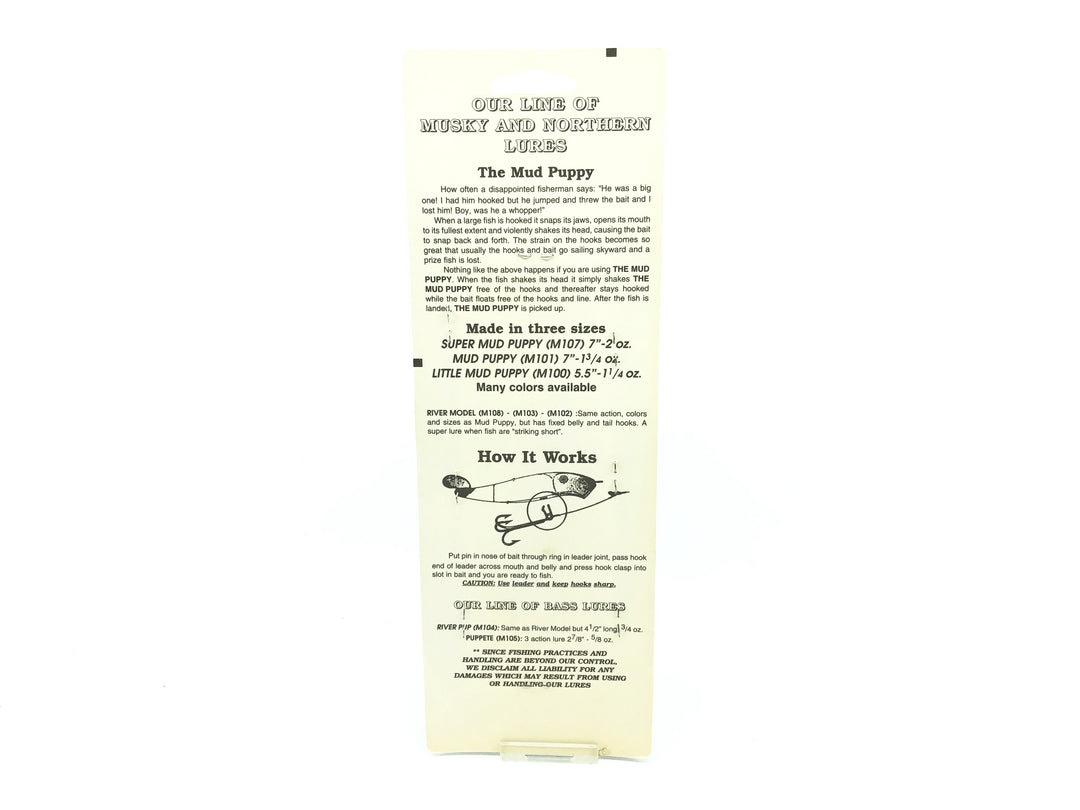 OUR LINE OF
MUSKY AND NORTHERN
LURES
The Mud Puppy
How often a disappointed fisherman says: "He was a big
one! I had him hooked but he jumped and threw the bait and I
lost him! Boy, was he a whopper!"
When a large fish is hooked it snaps its jaws, opens its mouth
to its fullest extent and violently shakes its head, causing the bait
to snap back and forth. The strain on the hooks becomes so
great that usually the hooks and bait go sailing skyward and a
prize fish is lost.
Nothing like the above happens if you are using THE MUD
PUPPY. When the fish shakes its head it simply shakes THE
MUD PUPPY free of the hooks and thereafter stays hooked
while the bait floats free of the hooks and line. After the fish is
landed, THE MUD PUPPY is picked up.
Made in three sizes
SUPER MUD PUPPY (M107) 7"-2 oz.
MUD PUPPY (M101) 7"-1 3/4 oz.
LITTLE MUD PUPPY (M100) 5.5"-1 1/4 oz.
Many colors available
RIVER MODEL (M108) - (M103) - (M102) :Same action, colors
and sizes as Mud Puppy, but has fixed belly and tail hooks. A
super lure when fish are "striking short".
How It Works
Put pin in nose of bait through ring in leader joint, pass hook
end of leader across mouth and belly and press hook clasp into
slot in bait and you are ready to fish.
CAUTION: Use leader and keep hooks sharp.
OUR LINE OF BASS LURES
RIVER PUP (M104): Same as River Model but 4 1/2" long 3/4 oz.
PUPPETE (M105): 3 action lure 2 7/8" - 5/8 oz.
** SINCE FISHING PRACTICES AND
HANDLING ARE BEYOND OUR CONTROL,
WE DISCLAIM ALL LIABILITY FOR ANY
DAMAGES WHICH MAY RESULT FROM USING
OR HANDLING OUR LURES